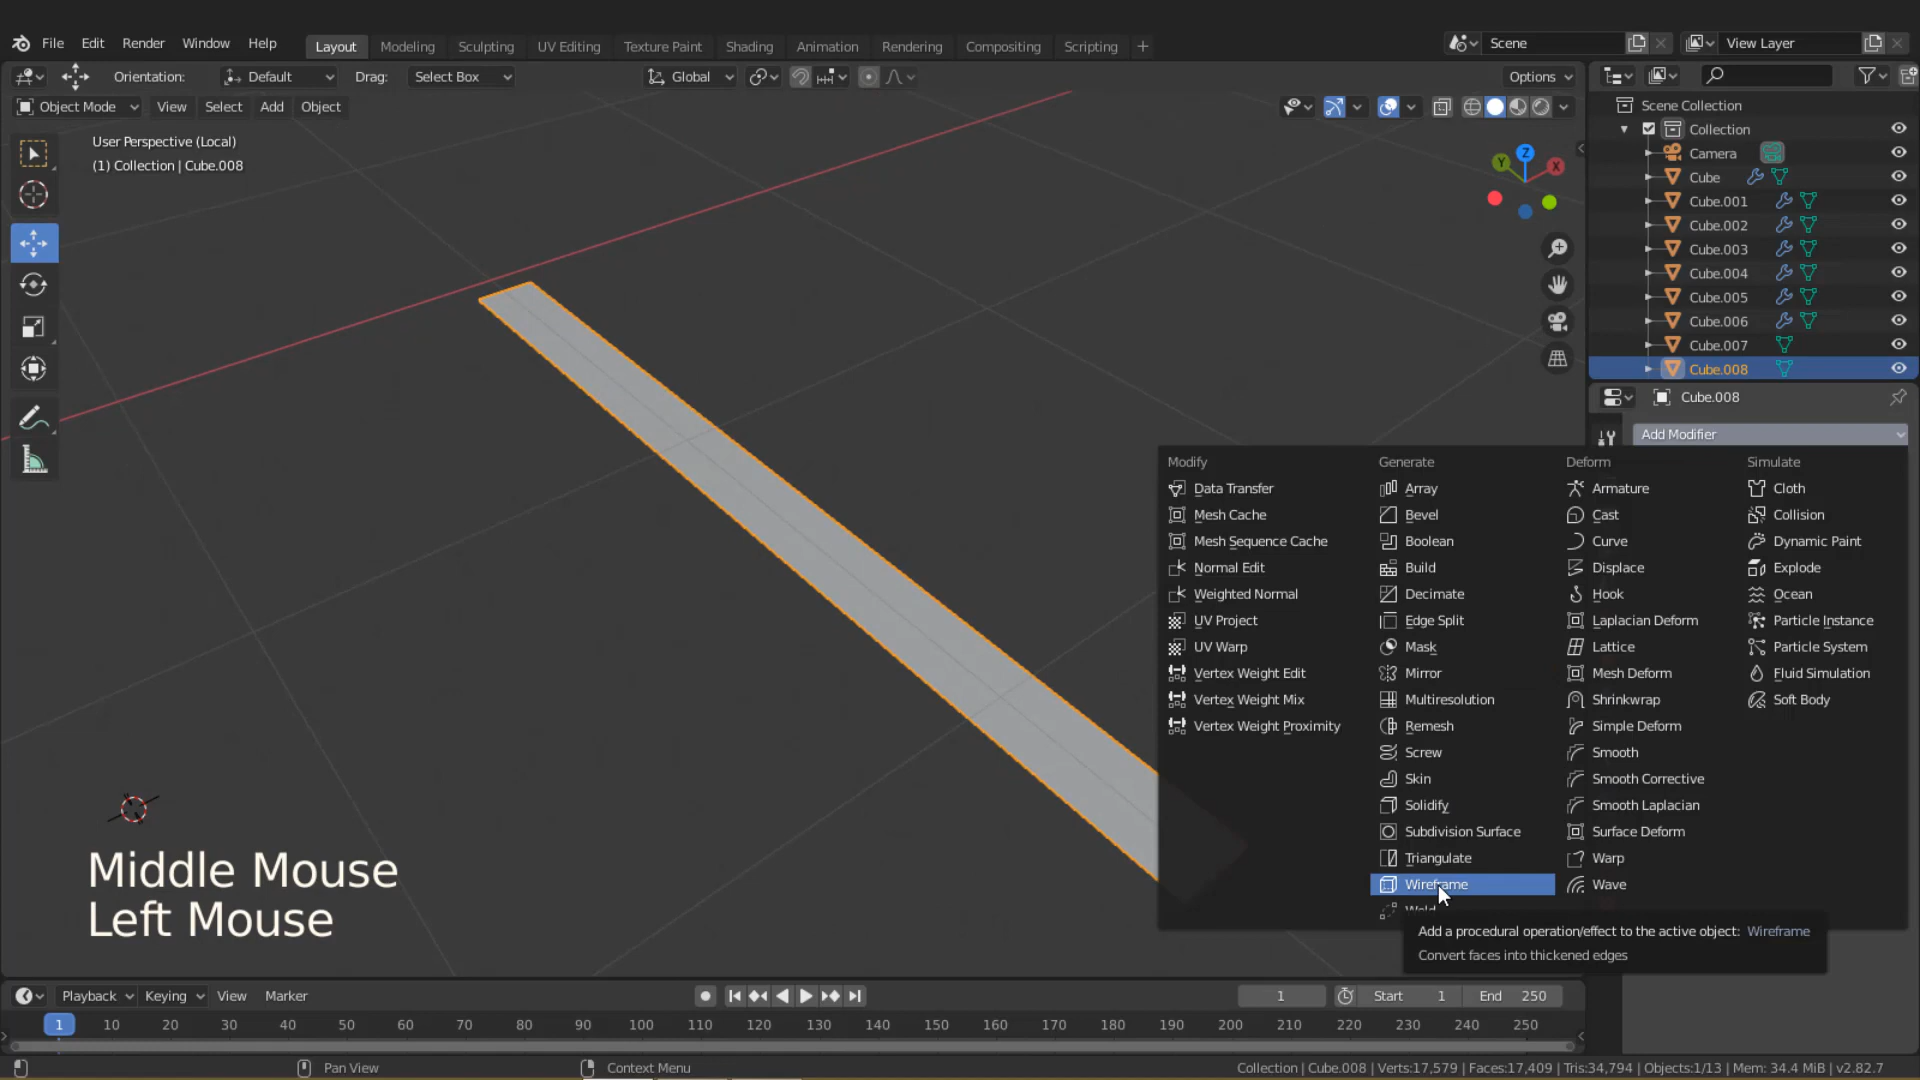 File Edit Render Window Help Layout Modeling Sculpting UV Editing Texture Paint Shading Animation Rendering Compositing Scripting + Scene View Layer
Orientation: Default Drag: Select Box Global Options
Object Mode View Select Add Object
User Perspective (Local)
(1) Collection | Cube.008
Z
Y
X
Scene Collection
Collection
Camera
Cube
Cube.001
Cube.002
Cube.003
Cube.004
Cube.005
Cube.006
Cube.007
Cube.008
Cube.008
Add Modifier
Modify
Data Transfer
Mesh Cache
Mesh Sequence Cache
Normal Edit
Weighted Normal
UV Project
UV Warp
Vertex Weight Edit
Vertex Weight Mix
Vertex Weight Proximity
Generate
Array
Bevel
Boolean
Build
Decimate
Edge Split
Mask
Mirror
Multiresolution
Remesh
Screw
Skin
Solidify
Subdivision Surface
Triangulate
Wireframe
Weld
Deform
Armature
Cast
Curve
Displace
Hook
Laplacian Deform
Lattice
Mesh Deform
Shrinkwrap
Simple Deform
Smooth
Smooth Corrective
Smooth Laplacian
Surface Deform
Warp
Wave
Simulate
Cloth
Collision
Dynamic Paint
Explode
Ocean
Particle Instance
Particle System
Fluid Simulation
Soft Body
Add a procedural operation/effect to the active object: Wireframe
Convert faces into thickened edges
Middle Mouse
Left Mouse
Playback Keying View Marker 1 Start 1 End 250
1 10 20 30 40 50 60 70 80 90 100 110 120 130 140 150 160 170 180 190 200 210 220 230 240 250
Pan View Context Menu Collection | Cube.008 | Verts:17,579 | Faces:17,409 | Tris:34,794 | Objects:1/13 | Mem: 34.4 MiB | v2.82.7